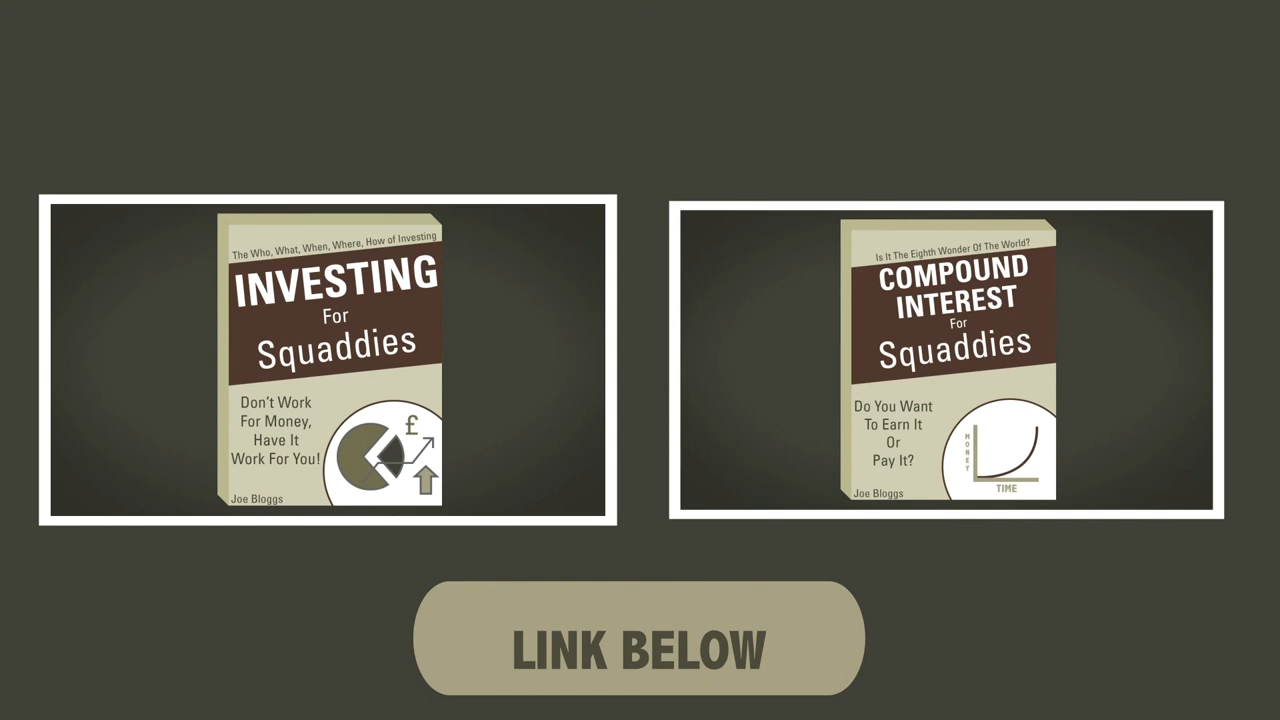 The Who, What, When, Where, How of Investing
INVESTING
For
Squaddies
Don't Work
For Money,
Have It
Work For You!
£
Joe Bloggs
Is It The Eighth Wonder Of The World?
COMPOUND
INTEREST
For
Squaddies
Do You Want
To Earn It
Or
Pay It?
MONEY
TIME
Joe Bloggs
LINK BELOW